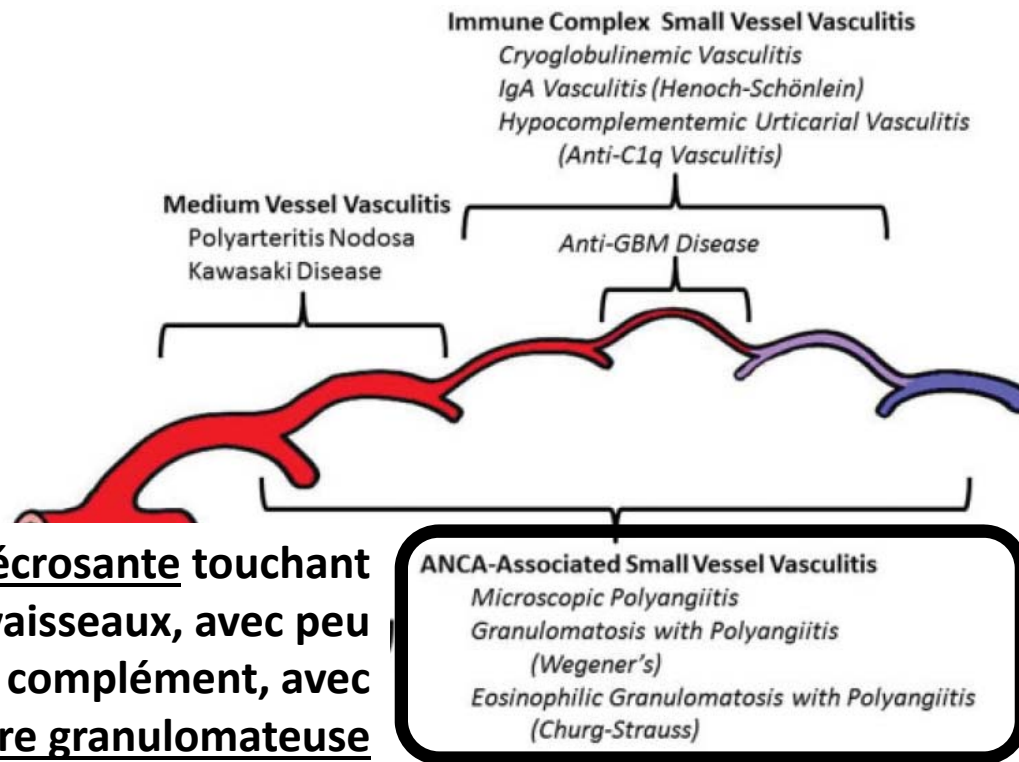 Immune Complex Small Vessel Vasculitis
Cryoglobulinemic Vasculitis
IgA Vasculitis (Henoch-Schönlein)
Hypocomplementemic Urticarial Vasculitis
(Anti-C1q Vasculitis)
Medium Vessel Vasculitis
Polyarteritis Nodosa
Kawasaki Disease
Anti-GBM Disease
écrosante touchant
vaisseaux, avec peu
complément, avec
re granulomateuse
ANCA-Associated Small Vessel Vasculitis
Microscopic Polyangiitis
Granulomatosis with Polyangiitis
(Wegener's)
Eosinophilic Granulomatosis with Polyangiitis
(Churg-Strauss)